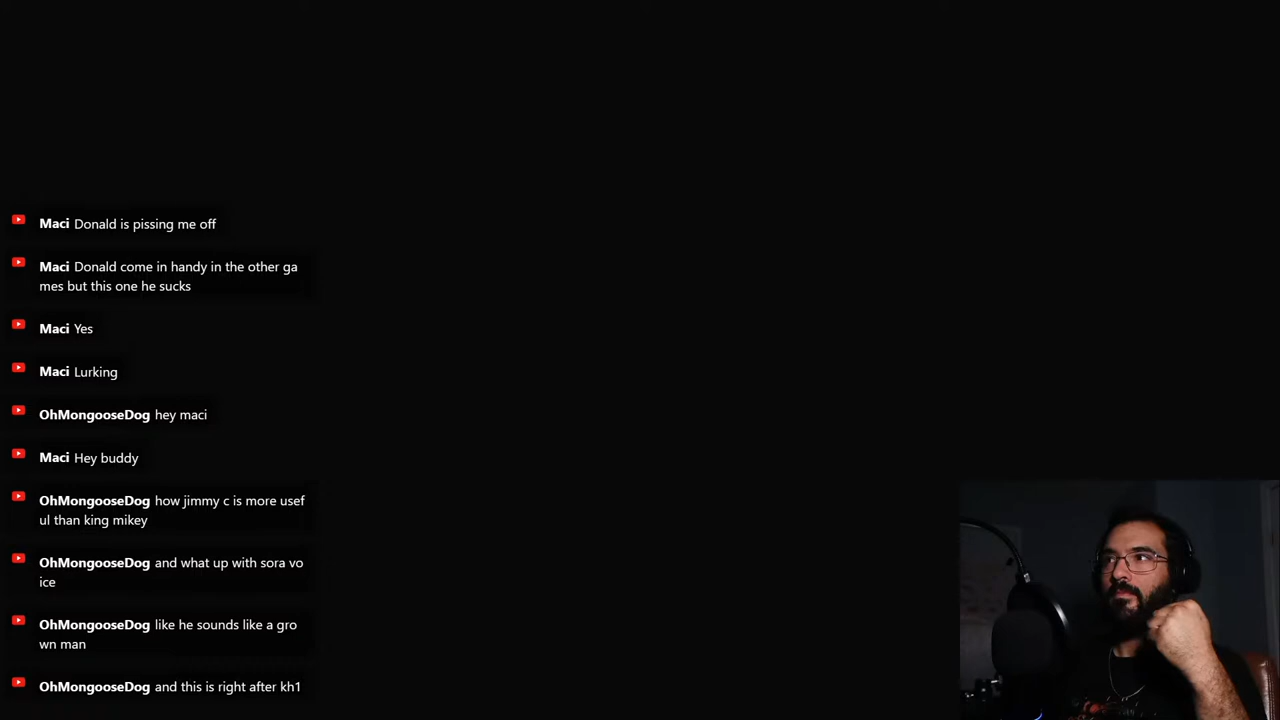 Maci Donald is pissing me off
Maci Donald come in handy in the other ga
mes but this one he sucks
Maci Yes
Maci Lurking
OhMongooseDog hey maci
Maci Hey buddy
OhMongooseDog how jimmy c is more usef
ul than king mikey
OhMongooseDog and what up with sora vo
ice
OhMongooseDog like he sounds like a gro
wn man
OhMongooseDog and this is right after kh1